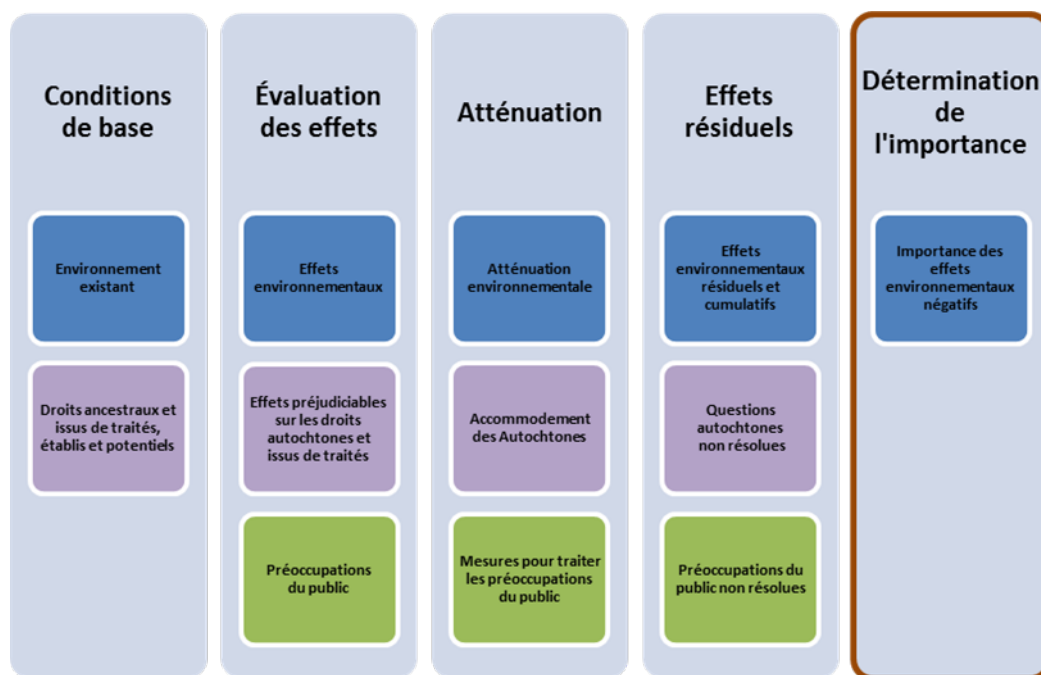 Conditions
de base
Environnement
existant
Droits ancestraux et
issus de traités,
établis et potentiels
Évaluation
des effets
Effets
environnementaux
Effets préjudiciables
sur les droits
autochtones et
issus de traités
Préoccupations
du public
Atténuation
Atténuation
environnementale
Accommodement
des Autochtones
Mesures pour traiter
les préoccupations
du public
Effets
résiduels
Effets
environnementaux
résiduels et
cumulatifs
Questions
autochtones
non résolues
Préoccupations du
public non résolues
Détermination
de
l'importance
Importance des
effets
environnementaux
négatifs